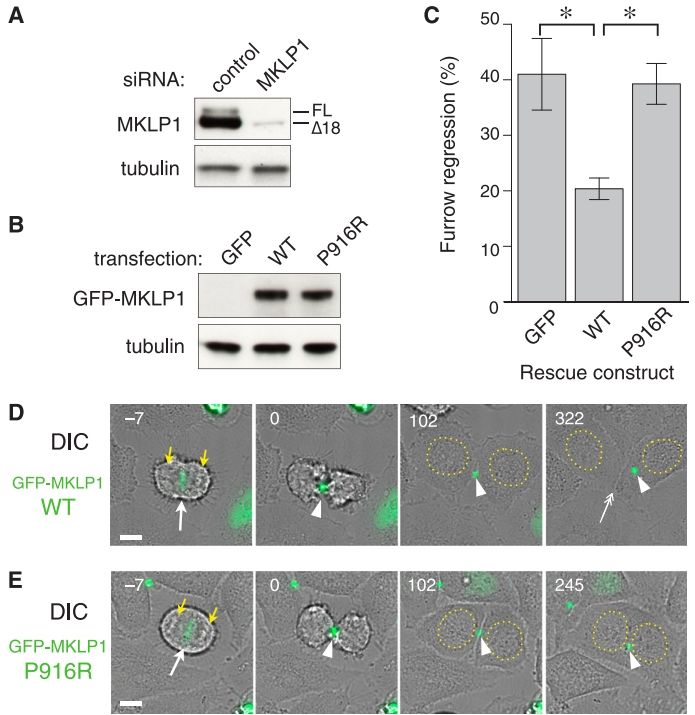 A
siRNA: control MKLP1
MKLP1
FL
Δ18
tubulin
B
transfection: GFP WT P916R
GFP-MKLP1
tubulin
C
Furrow regression (%)
50
40
30
20
10
0
* *
GFP WT P916R
Rescue construct
D
DIC
GFP-MKLP1
WT
–7 0 102 322
E
DIC
GFP-MKLP1
P916R
–7 0 102 245